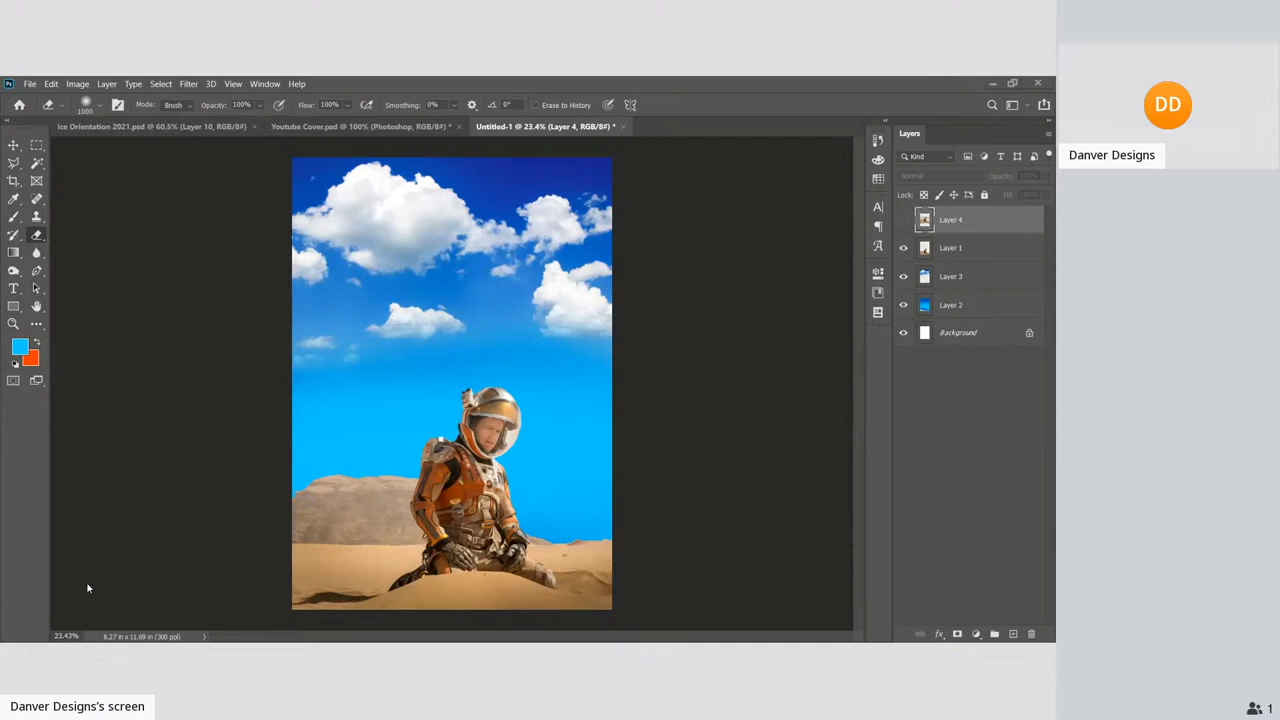 Ps File Edit Image Layer Type Select Filter 3D View Window Help
1000 Mode: Brush Opacity: 100% Flow: 100% Smoothing: 0% 0° Erase to History
ice Orientation 2021.psd @ 60.5% (Layer 10, RGB/8#) Youtube Cover.psd @ 100% (Photoshop, RGB/8#) * Untitled-1 @ 23.4% (Layer 4, RGB/8#) *
Layers
Kind
Normal Opacity: 100%
Lock: Fill: 100%
Layer 4
Layer 1
Layer 3
Layer 2
Background
23.43% 8.27 in x 11.69 in (300 ppi)
DD
Danver Designs
Danver Designs's screen
1